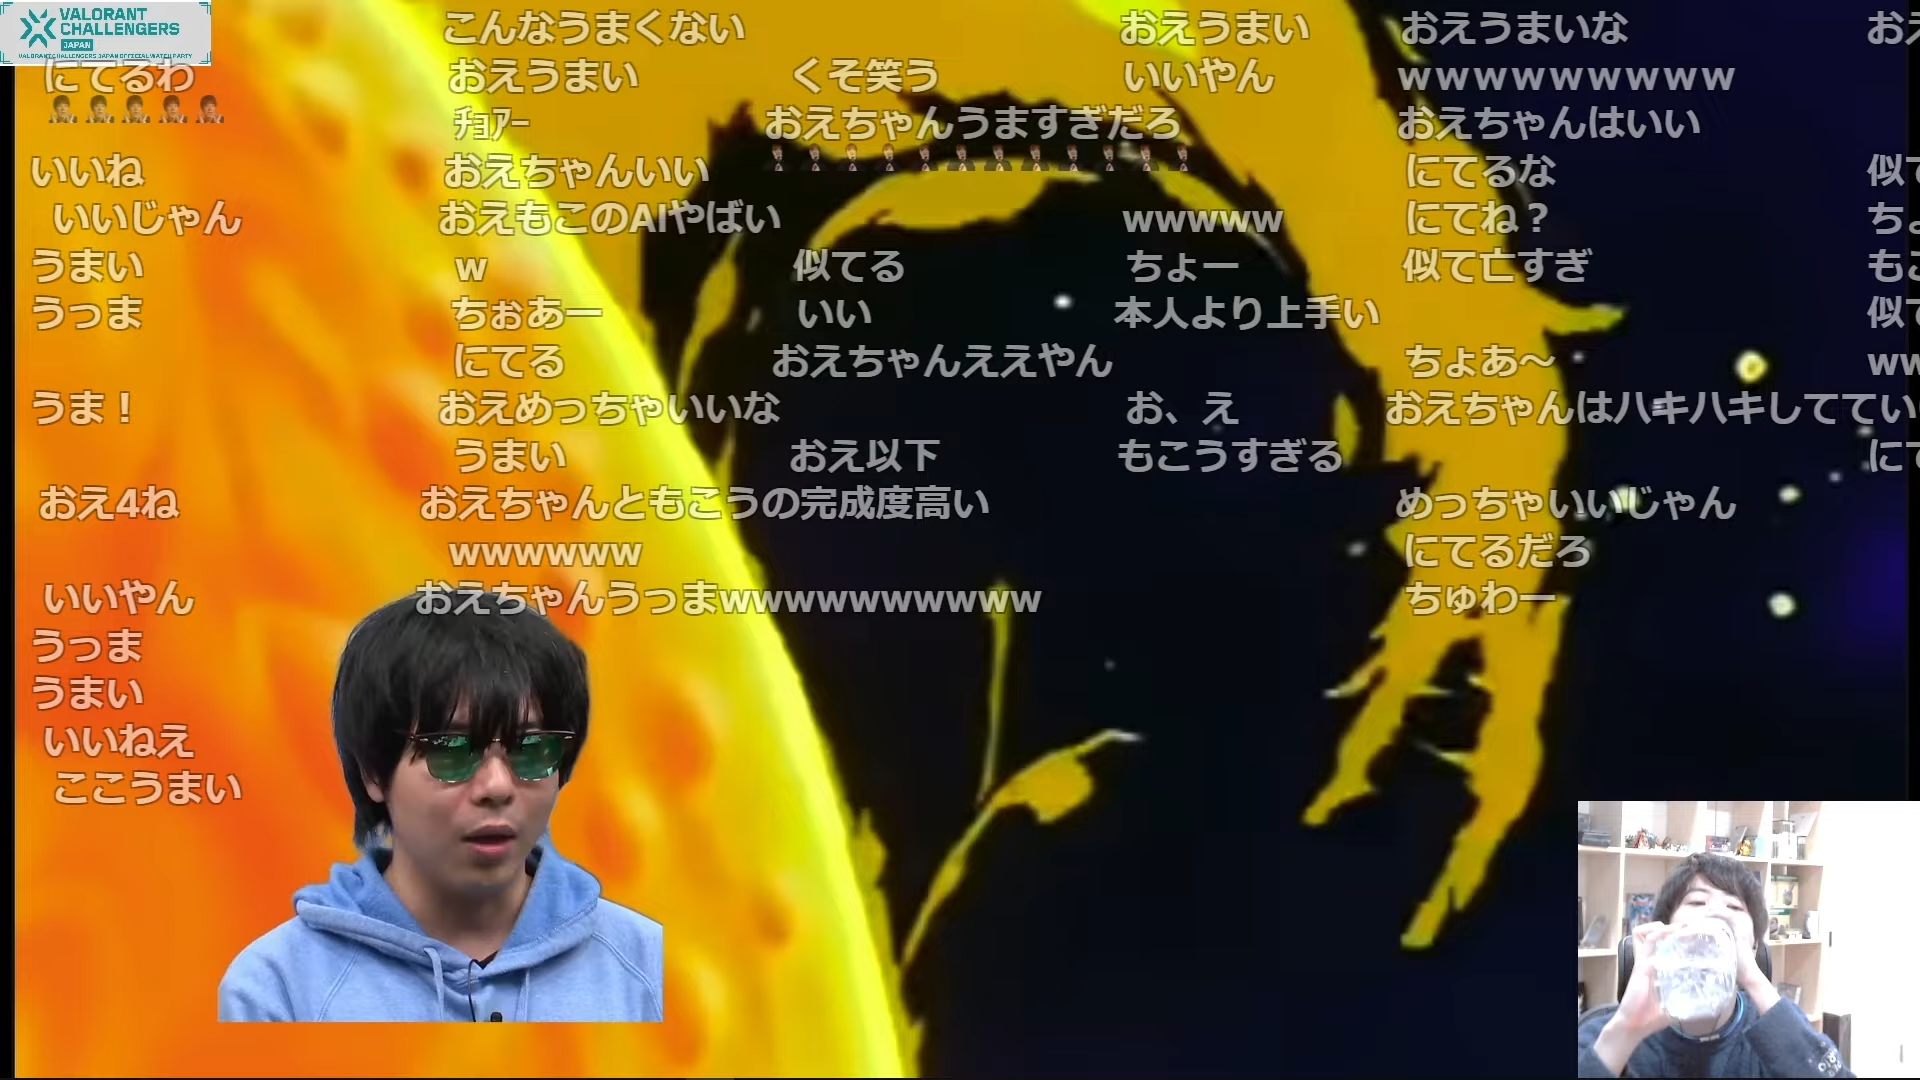 VALORANT
CHALLENGERS
JAPAN
VALORANT CHALLENGERS JAPAN OFFICIAL WATCH PARTY
こんなうまくない
おえうまい
おえうまいな
にてるわ
おえうまい
くそ笑う
いいやん
wwwwwwwwww
ﾁｮｱｰ
おえちゃんうますぎだろ
おえちゃんはいい
いいね
おえちゃんいい
にてるな
いいじゃん
おえもこのAIやばい
wwwww
にてね？
うまい
w
似てる
ちょー
似て亡すぎ
うっま
ちぉあー
いい
本人より上手い
にてる
おえちゃんええやん
ちょあ～
うま！
おえめっちゃいいな
お、え
おえちゃんはハキハキしててい
うまい
おえ以下
もこうすぎる
おえ4ね
おえちゃんともこうの完成度高い
めっちゃいいじゃん
wwwwww
にてるだろ
いいやん
おえちゃんうっまwwwwwwwwww
ちゅわー
うっま
うまい
いいねえ
ここうまい